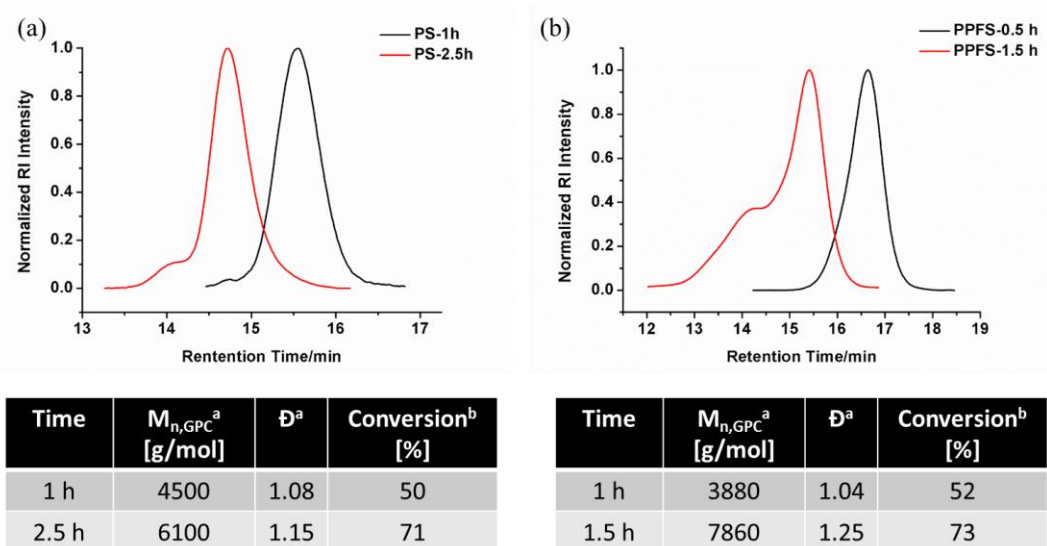 (a)
PS-1h
PS-2.5h
Normalized RI Intensity
1.0
0.8
0.6
0.4
0.2
0.0
13 14 15 16 17
Rentention Time/min
(b)
PPFS-0.5 h
PPFS-1.5 h
Normalized RI Intensity
1.0
0.8
0.6
0.4
0.2
0.0
12 13 14 15 16 17 18 19
Retention Time/min
Time Mn,GPCa Đa Conversionb
[g/mol] [%]
1 h 4500 1.08 50
2.5 h 6100 1.15 71
Time Mn,GPCa Đa Conversionb
[g/mol] [%]
1 h 3880 1.04 52
1.5 h 7860 1.25 73